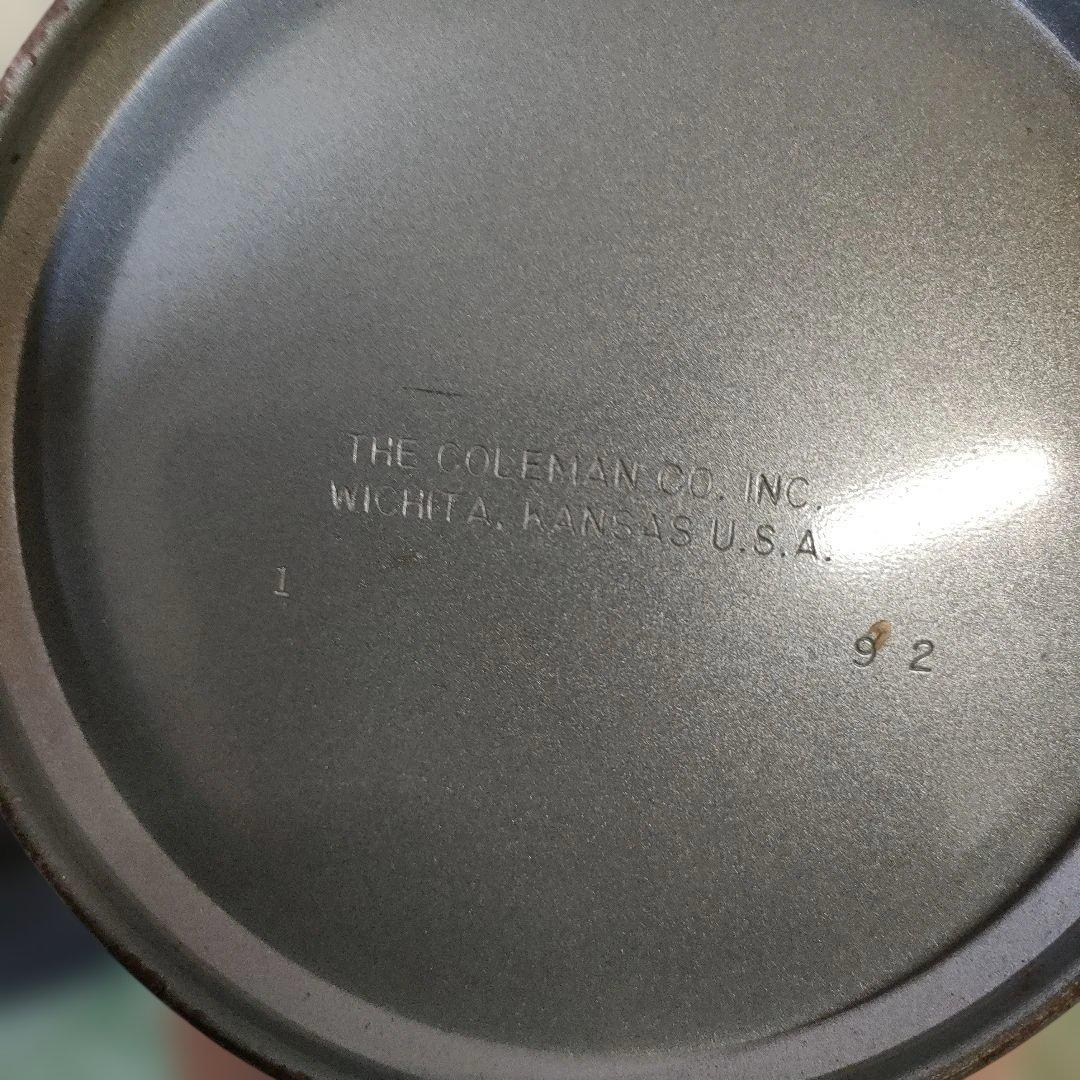 THE COLEMAN CO. INC.
WICHITA, KANSAS U.S.A.
1
9 2